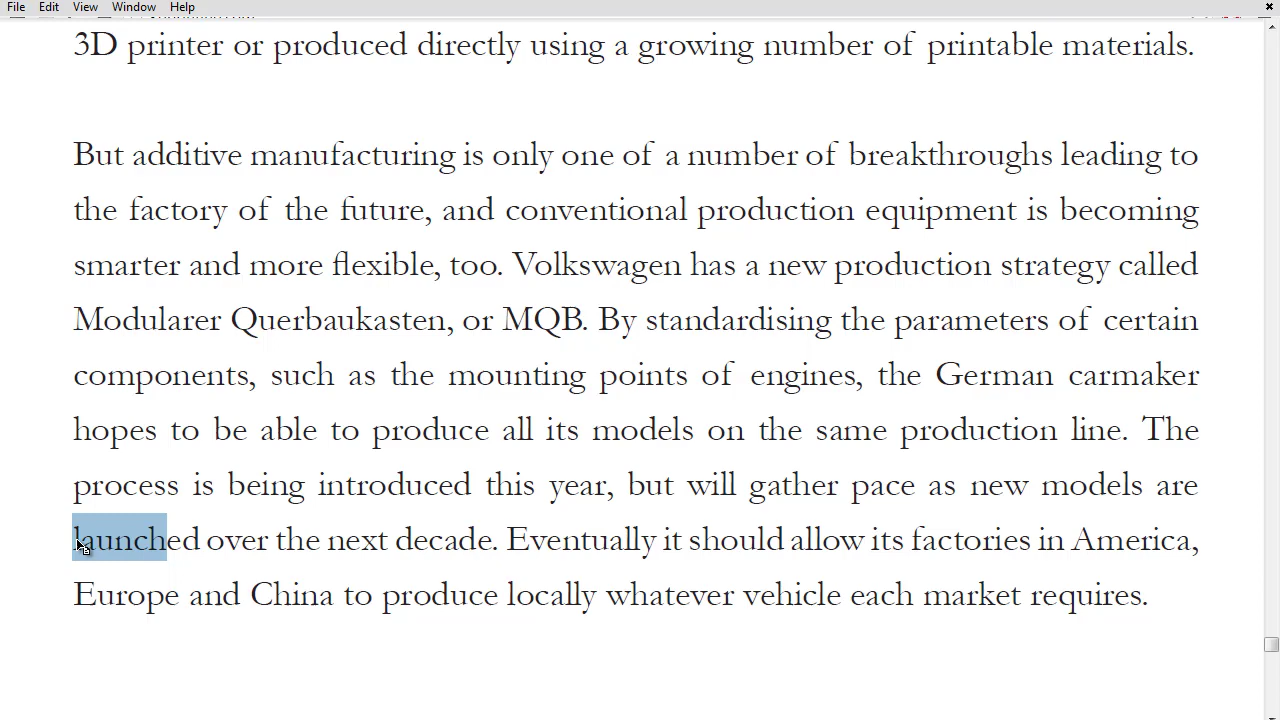 File Edit View Window Help
3D printer or produced directly using a growing number of printable materials.
But additive manufacturing is only one of a number of breakthroughs leading to
the factory of the future, and conventional production equipment is becoming
smarter and more flexible, too. Volkswagen has a new production strategy called
Modularer Querbaukasten, or MQB. By standardising the parameters of certain
components, such as the mounting points of engines, the German carmaker
hopes to be able to produce all its models on the same production line. The
process is being introduced this year, but will gather pace as new models are
launched over the next decade. Eventually it should allow its factories in America,
Europe and China to produce locally whatever vehicle each market requires.